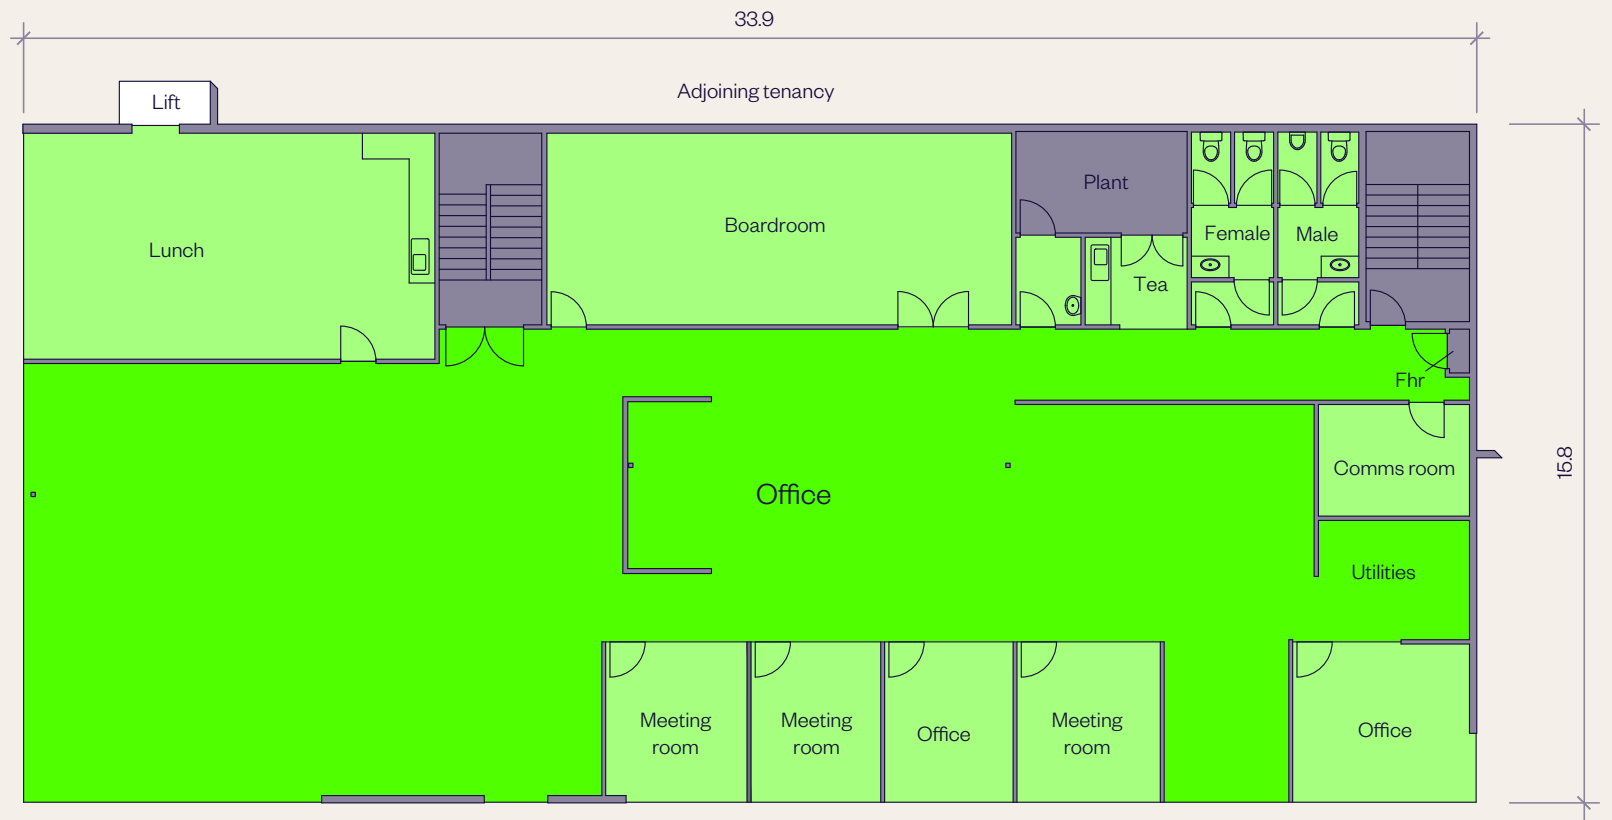 33.9
Adjoining tenancy
Lift
Lunch
Boardroom
Plant
Female
Male
Tea
Fhr
Comms room
15.8
Office
Utilities
Meeting
room
Meeting
room
Office
Meeting
room
Office